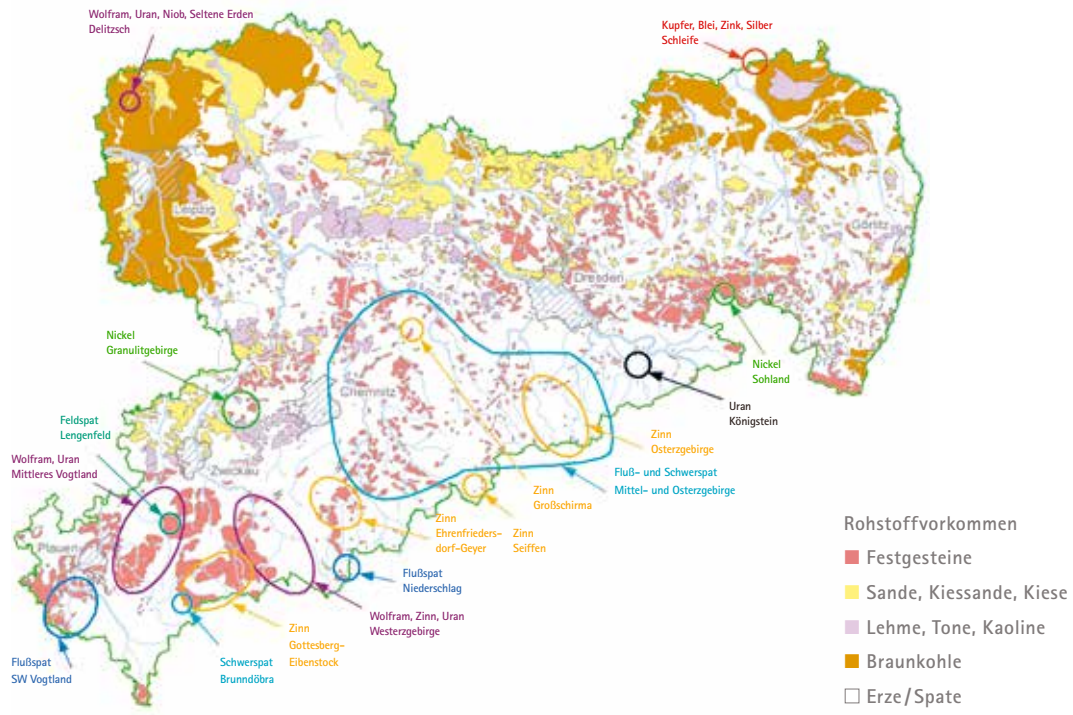 Wolfram, Uran, Niob, Seltene Erden
Delitzsch
Kupfer, Blei, Zink, Silber
Schleife
Leipzig
Görlitz
Dresden
Nickel
Granulitgebirge
Nickel
Sohland
Chemnitz
Uran
Königstein
Feldspat
Lengenfeld
Zinn
Osterzgebirge
Wolfram, Uran
Mittleres Vogtland
Zwickau
Fluß- und Schwerspat
Mittel- und Osterzgebirge
Zinn
Großschirma
Zinn
Ehrenfrieders-
dorf-Geyer
Zinn
Seiffen
Plauen
Flußspat
Niederschlag
Wolfram, Zinn, Uran
Westerzgebirge
Zinn
Gottesberg-
Eibenstock
Flußspat
SW Vogtland
Schwerspat
Brunndöbra
Rohstoffvorkommen
Festgesteine
Sande, Kiessande, Kiese
Lehme, Tone, Kaoline
Braunkohle
Erze/Spate